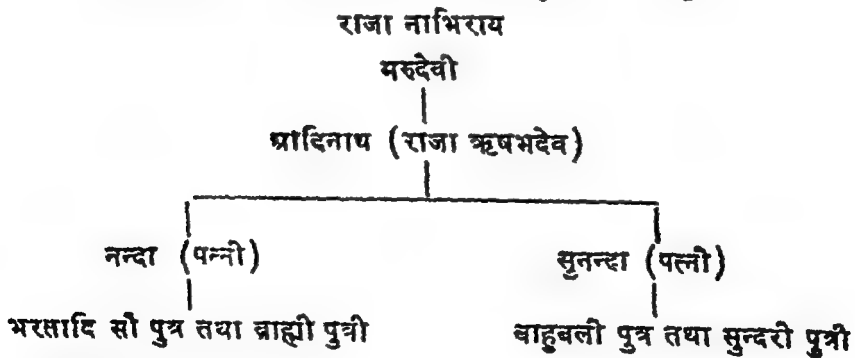 राजा नाभिराय
मरुदेवी
आदिनाथ (राजा ऋषभदेव)
नन्दा (पत्नी) सुनन्दा (पत्नी)
भरतादि सौ पुत्र तथा ब्राह्मी पुत्री बाहुबली पुत्र तथा सुन्दरी पुत्री